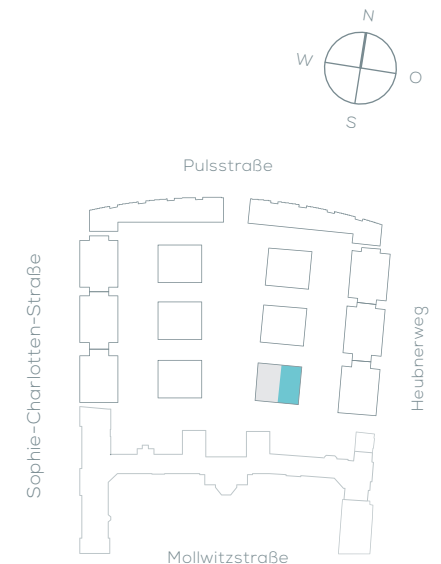 N
W
O
S
Pulsstraße
Sophie-Charlotten-Straße
Heubnerweg
Mollwitzstraße